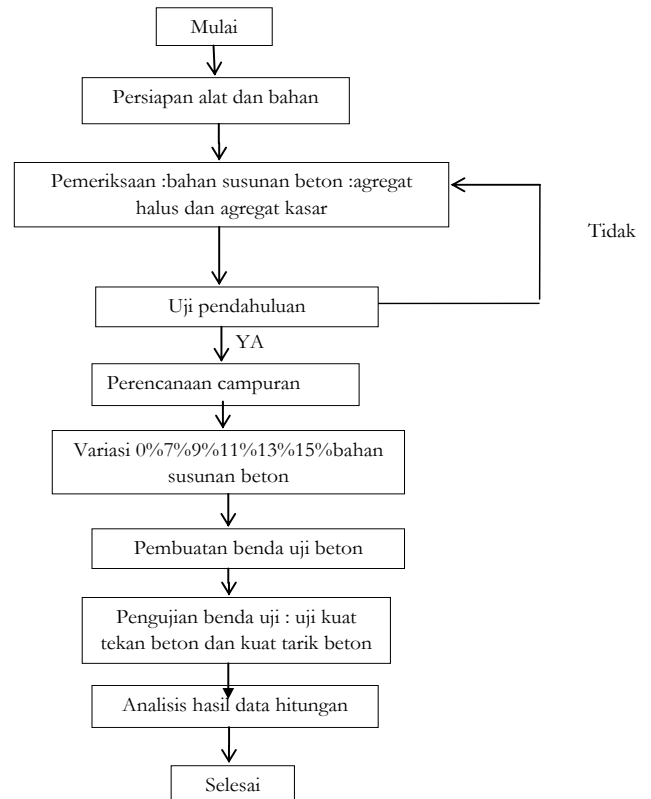 Mulai
Persiapan alat dan bahan
Pemeriksaan :bahan susunan beton :agregat
halus dan agregat kasar
Tidak
Uji pendahuluan
YA
Perencanaan campuran
Variasi 0%7%9%11%13%15%bahan
susunan beton
Pembuatan benda uji beton
Pengujian benda uji : uji kuat
tekan beton dan kuat tarik beton
Analisis hasil data hitungan
Selesai